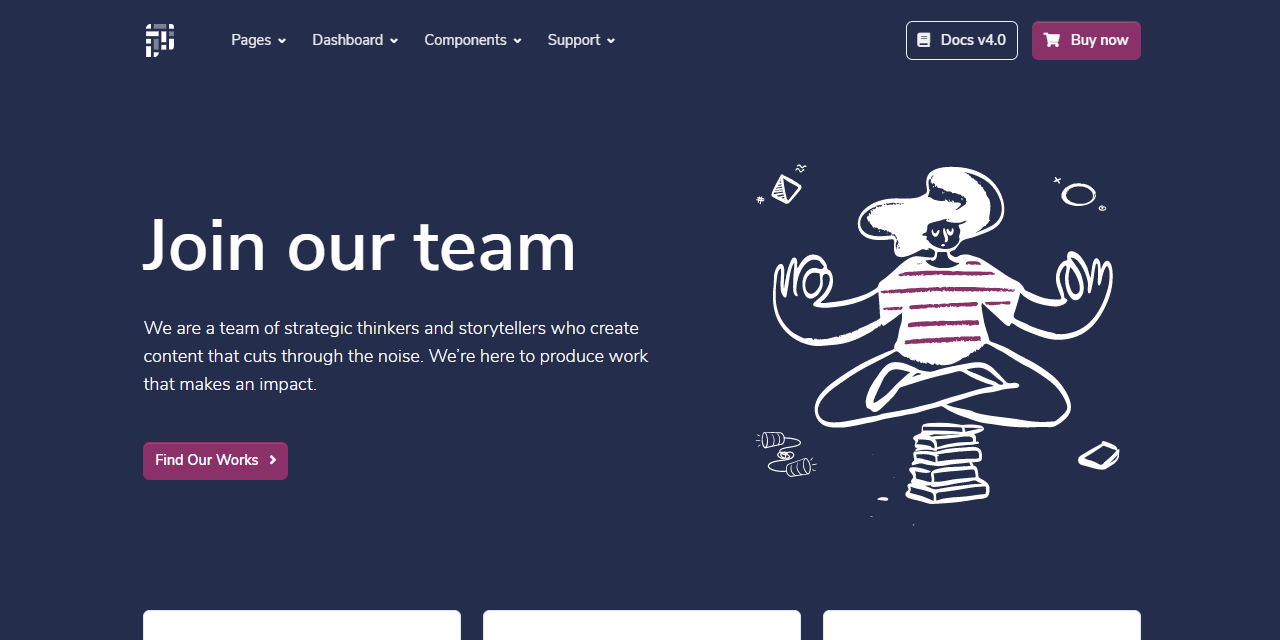 Pages
Dashboard
Components
Support
Docs v4.0
Buy now
Join our team
We are a team of strategic thinkers and storytellers who create
content that cuts through the noise. We’re here to produce work
that makes an impact.
Find Our Works